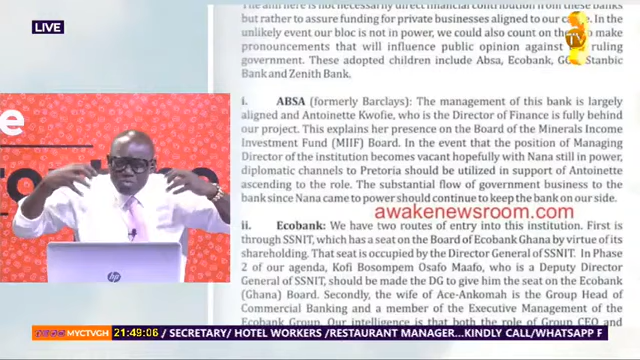 LIVE
The aim here is not necessarily direct financial contribution from these banks
but rather to assure funding for private businesses aligned to our In the
unlikely event our bloc is not in power, we could also count on make
pronouncements that will influence public opinion against ruling
government. These adopted children include Absa, Ecobank, Stanbic
Bank and Zenith Bank.
TV
i. ABSA (formerly Barclays): The management of this bank is largely
aligned and Antoinette Kwofie, who is the Director of Finance is fully behind
our project. This explains her presence on the Board of the Minerals Income
Investment Fund (MIIF) Board. In the event that the position of Managing
Director of the institution becomes vacant hopefully with Nana still in power,
diplomatic channels to Pretoria should be utilized in support of Antoinette
ascending to the role. The substantial flow of government business to the
bank since Nana came to power should continue to keep the bank on our side.
awakenewsroom.com
ii. Ecobank: We have two routes of entry into this institution. First is
through SSNIT, which has a seat on the Board of Ecobank Ghana by virtue of its
shareholding. That seat is occupied by the Director General of SSNIT. In Phase
2 of our agenda, Kofi Bosompem Osafo Maafo, who is a Deputy Director
General of SSNIT, should be made the DG to give him the seat on the Ecobank
(Ghana) Board. Secondly, the wife of Ace-Ankomah is the Group Head of
Commercial Banking and a member of the Executive Management of the
Ecobank Group. Our intelligence is that both the role of Group CEO and
hp
MYCTVGH 21:49:06 / SECRETARY/ HOTEL WORKERS /RESTAURANT MANAGER...KINDLY CALL/WHATSAPP F